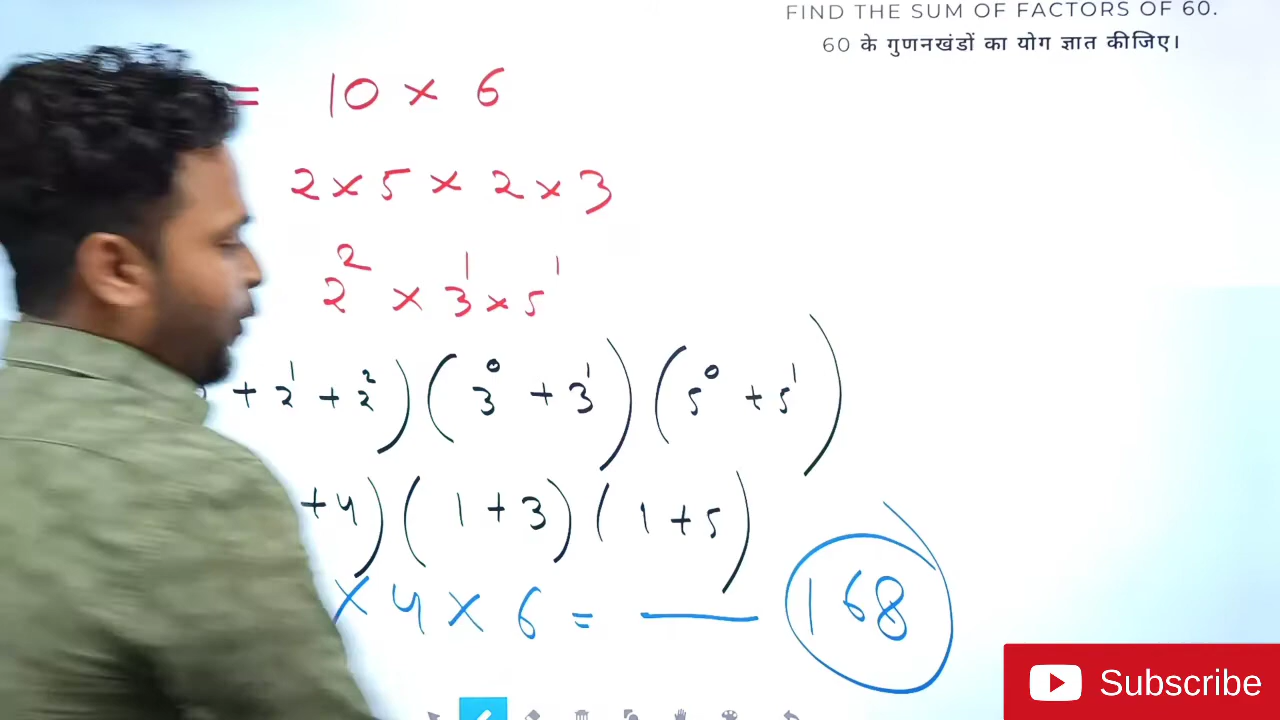 FIND THE SUM OF FACTORS OF 60.
60 के गुणनखंडों का योग ज्ञात कीजिए।
= 10 × 6
2 × 5 × 2 × 3
2² × 3¹ × 5¹
+ 2¹ + 2²) (3⁰ + 3¹) (5⁰ + 5¹)
+4) (1+3) (1+5)
× 4 × 6 = ___ 168
Subscribe